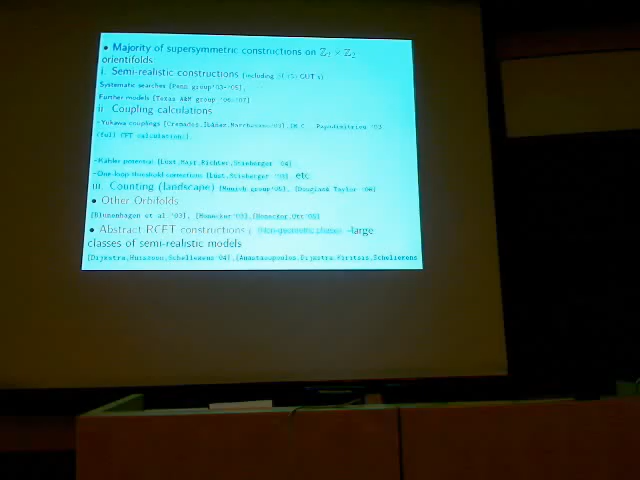 • Majority of supersymmetric constructions on Z₂ × Z₂
orientifolds:
i. Semi-realistic constructions (including GUT's)
Systematic searches [Penn group'03-'05],
Further models [Texas A&M group '06-'07]
ii Coupling calculations
-Yukawa couplings [Cremades,Ibáñez,Marchesano'03], Papadimitriou '03
(full CFT calculation)].
-Kähler potential [Lüst,Mayr,Richter,Stieberger '04]
-One-loop threshold corrections [Lüst,Stieberger '03] etc.
iii. Counting (landscape) [Munich group'05], [Douglas& Taylor '06]
• Other Orbifolds
[Blumenhagen et al.'03], [Honecker'03],[Honecker,Ott'05]
• Abstract RCFT constructions ( (Non-geometric phase) -large
classes of semi-realistic models
[Dijkstra,Huiszoon,Schellekens'04],[Anastasopoulos,Dijkstra,Kiritsis,Schellekens